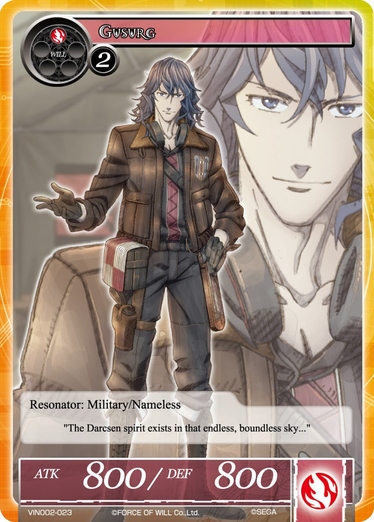 Gusurg
WILL
2
Resonator: Military/Nameless
"The Darcsen spirit exists in that endless, boundless sky..."
ATK 800 / DEF 800
VIN002-023 ©FORCE OF WILL Co.,Ltd. ©SEGA